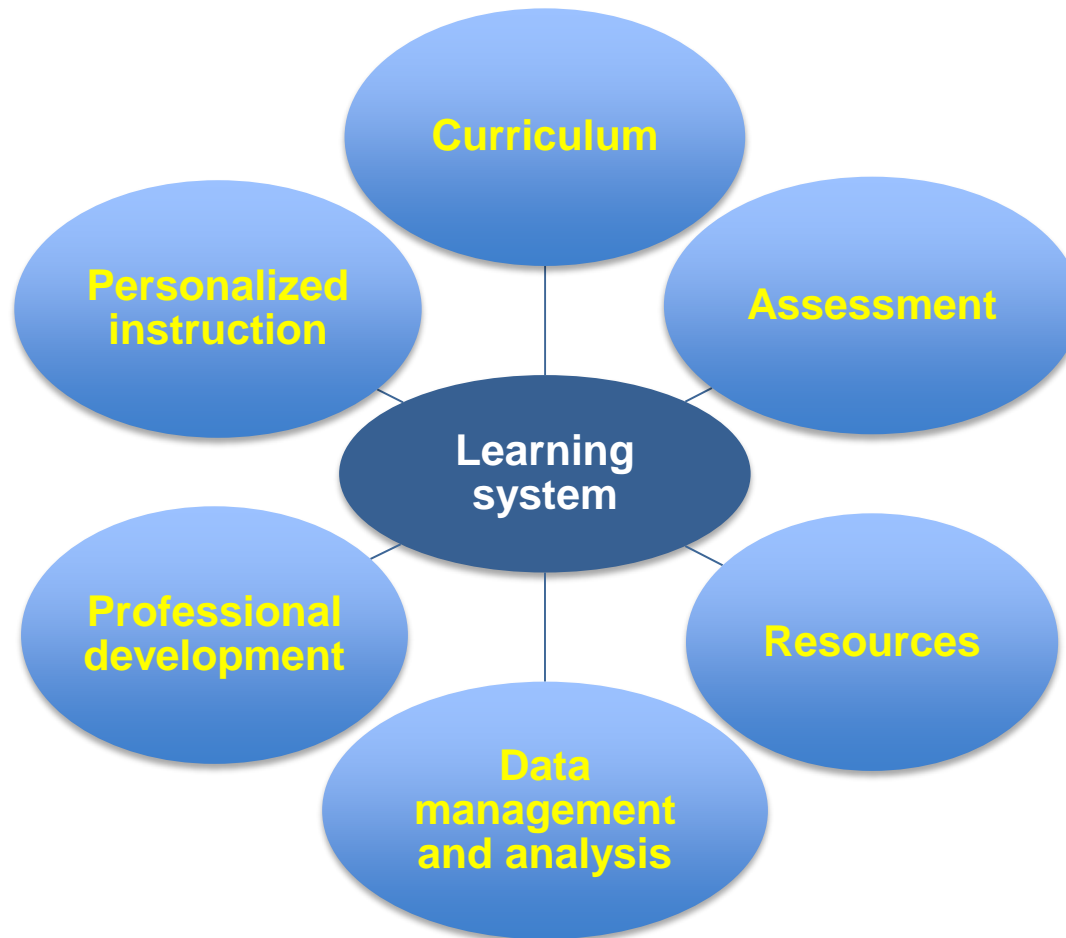 Curriculum
Personalized
instruction
Assessment
Learning
system
Professional
development
Resources
Data
management
and analysis